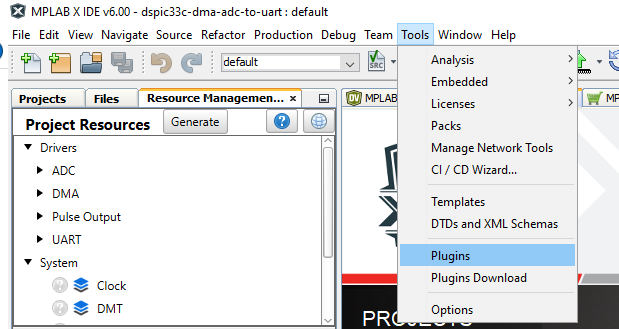 MPLAB X IDE v6.00 - dspic33c-dma-adc-to-uart : default
File Edit View Navigate Source Refactor Production Debug Team Tools Window Help
default
SRC
Projects
Files
Resource Managemen... ×
Project Resources
Generate
?
Drivers
ADC
DMA
Pulse Output
UART
System
? Clock
? DMT
Analysis
Embedded
Licenses
Packs
Manage Network Tools
CI / CD Wizard...
Templates
DTDs and XML Schemas
Plugins
Plugins Download
Options
DV MPLAB
MP
PROJECTS